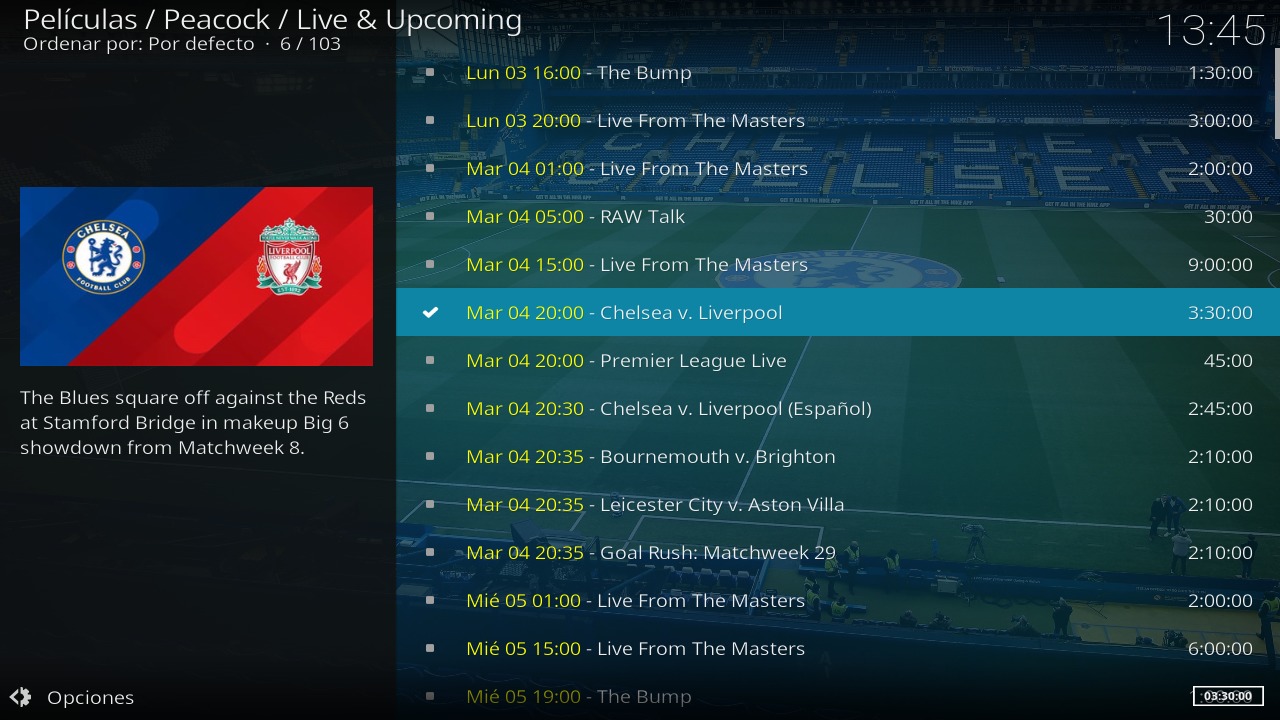 Películas / Peacock / Live & Upcoming
Ordenar por: Por defecto · 6 / 103
13:45
Lun 03 16:00 - The Bump 1:30:00
Lun 03 20:00 - Live From The Masters 3:00:00
Mar 04 01:00 - Live From The Masters 2:00:00
Mar 04 05:00 - RAW Talk 30:00
Mar 04 15:00 - Live From The Masters 9:00:00
Mar 04 20:00 - Chelsea v. Liverpool 3:30:00
Mar 04 20:00 - Premier League Live 45:00
Mar 04 20:30 - Chelsea v. Liverpool (Español) 2:45:00
Mar 04 20:35 - Bournemouth v. Brighton 2:10:00
Mar 04 20:35 - Leicester City v. Aston Villa 2:10:00
Mar 04 20:35 - Goal Rush: Matchweek 29 2:10:00
Mié 05 01:00 - Live From The Masters 2:00:00
Mié 05 15:00 - Live From The Masters 6:00:00
Mié 05 19:00 - The Bump
CHELSEA
FOOTBALL CLUB
LIVERPOOL
FOOTBALL CLUB
EST 1892
The Blues square off against the Reds
at Stamford Bridge in makeup Big 6
showdown from Matchweek 8.
Opciones
03:30:00
CHELSEA
CHELSEA